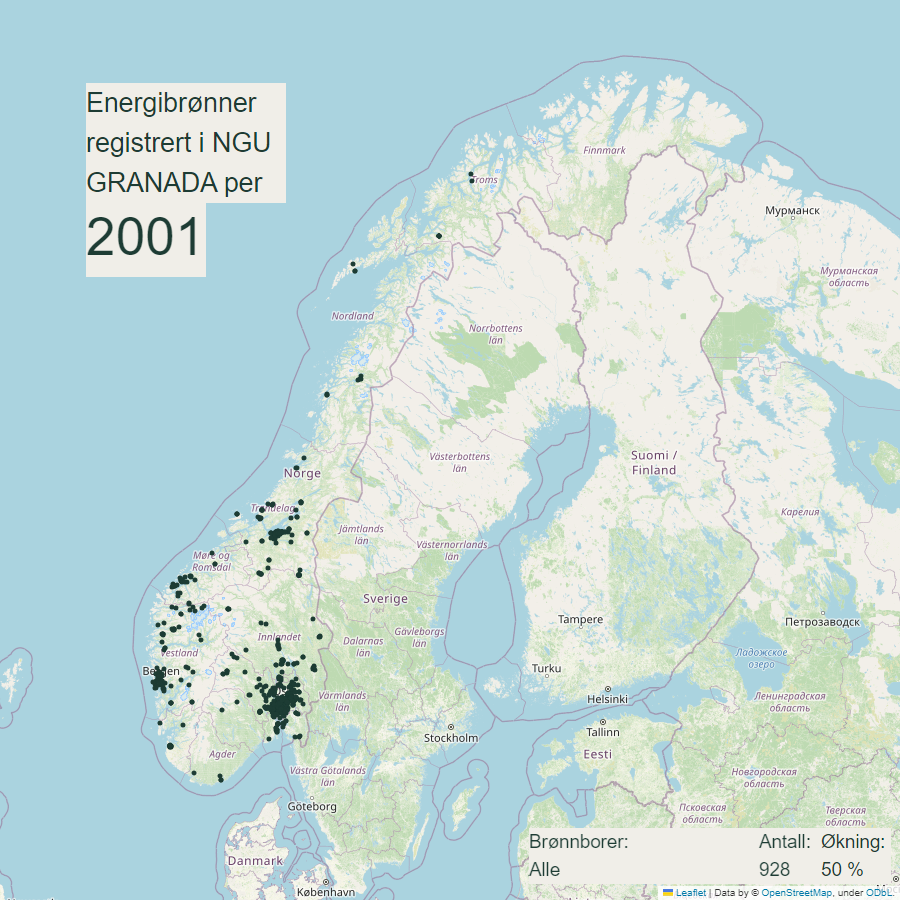 Energibrønner
registrert i NGU
GRANADA per
2001
Finnmark
Troms
Мурманск
Мурманская
область
Nordland
Norrbottens
län
Västerbottens
län
Suomi /
Finland
Norge
Trøndelag
Карелия
Jämtlands
län
Västernorrlands
län
Møre og
Romsdal
Sverige
Tampere
Петрозаводск
Innlandet
Dalarnas
län
Gävleborgs
län
Vestland
Ладожское
озеро
Bergen
Turku
Värmlands
län
Helsinki
Ленинградская
область
Stockholm
Tallinn
Eesti
Agder
Västra Götalands
län
Новгородская
область
Göteborg
Псковская
область
Тверская
область
Danmark
København
Brønnborer: Antall: Økning:
Alle 928 50 %
Leaflet | Data by © OpenStreetMap, under ODbL.